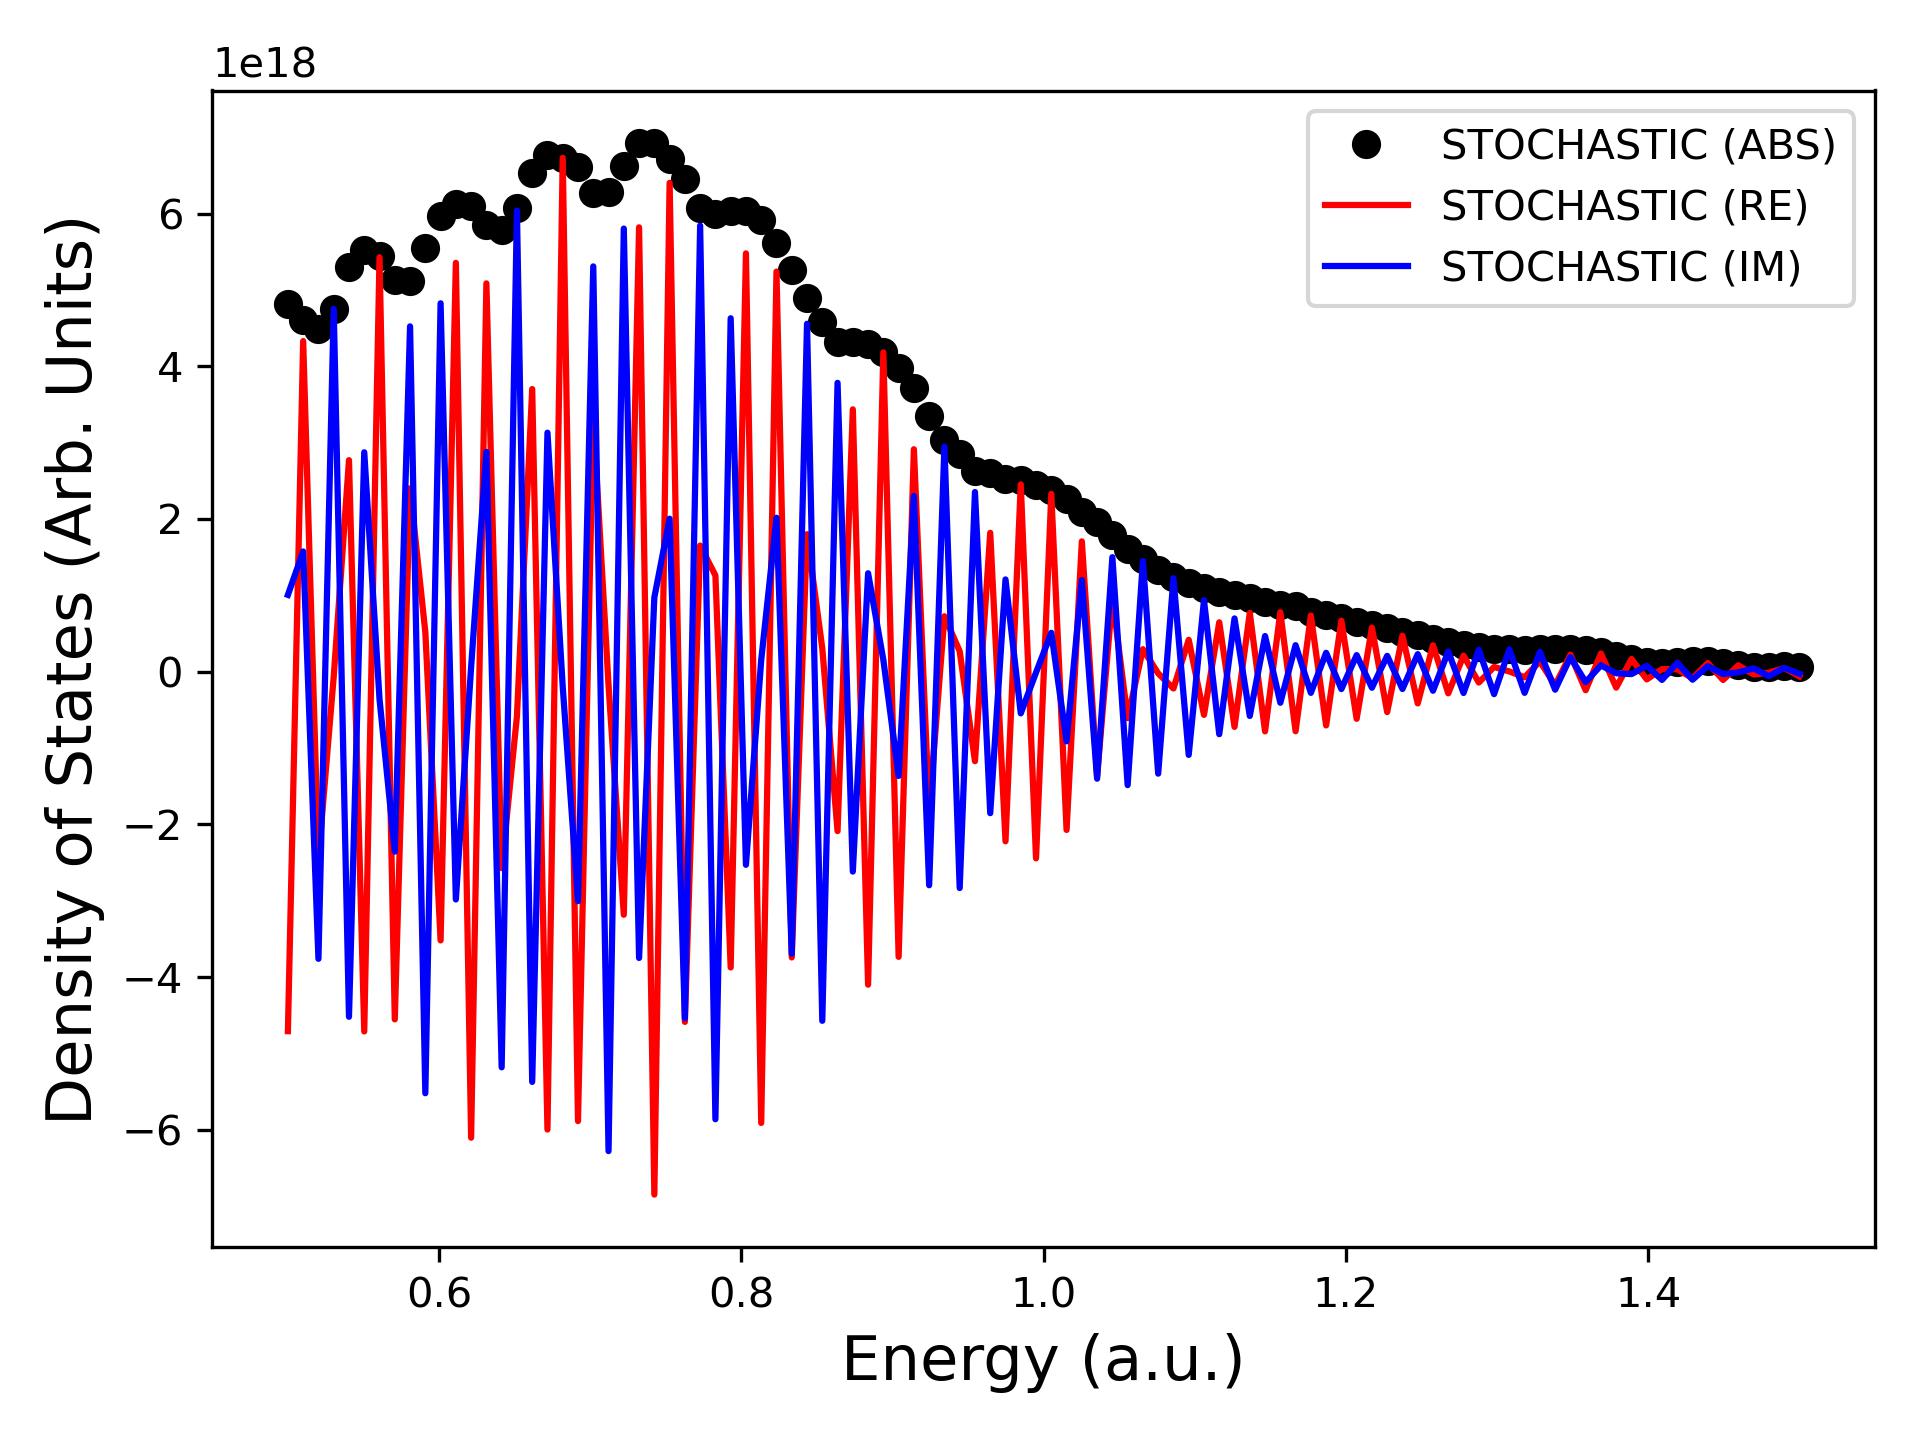 1e18
STOCHASTIC (ABS)
STOCHASTIC (RE)
STOCHASTIC (IM)
Density of States (Arb. Units)
6
4
2
0
−2
−4
−6
0.6 0.8 1.0 1.2 1.4
Energy (a.u.)